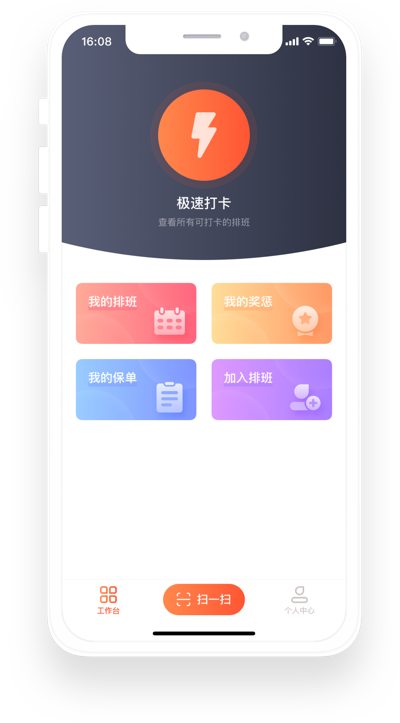 16:08
极速打卡
查看所有可打卡的排班
我的排班
我的奖惩
我的保单
加入排班
扫一扫
工作台
个人中心